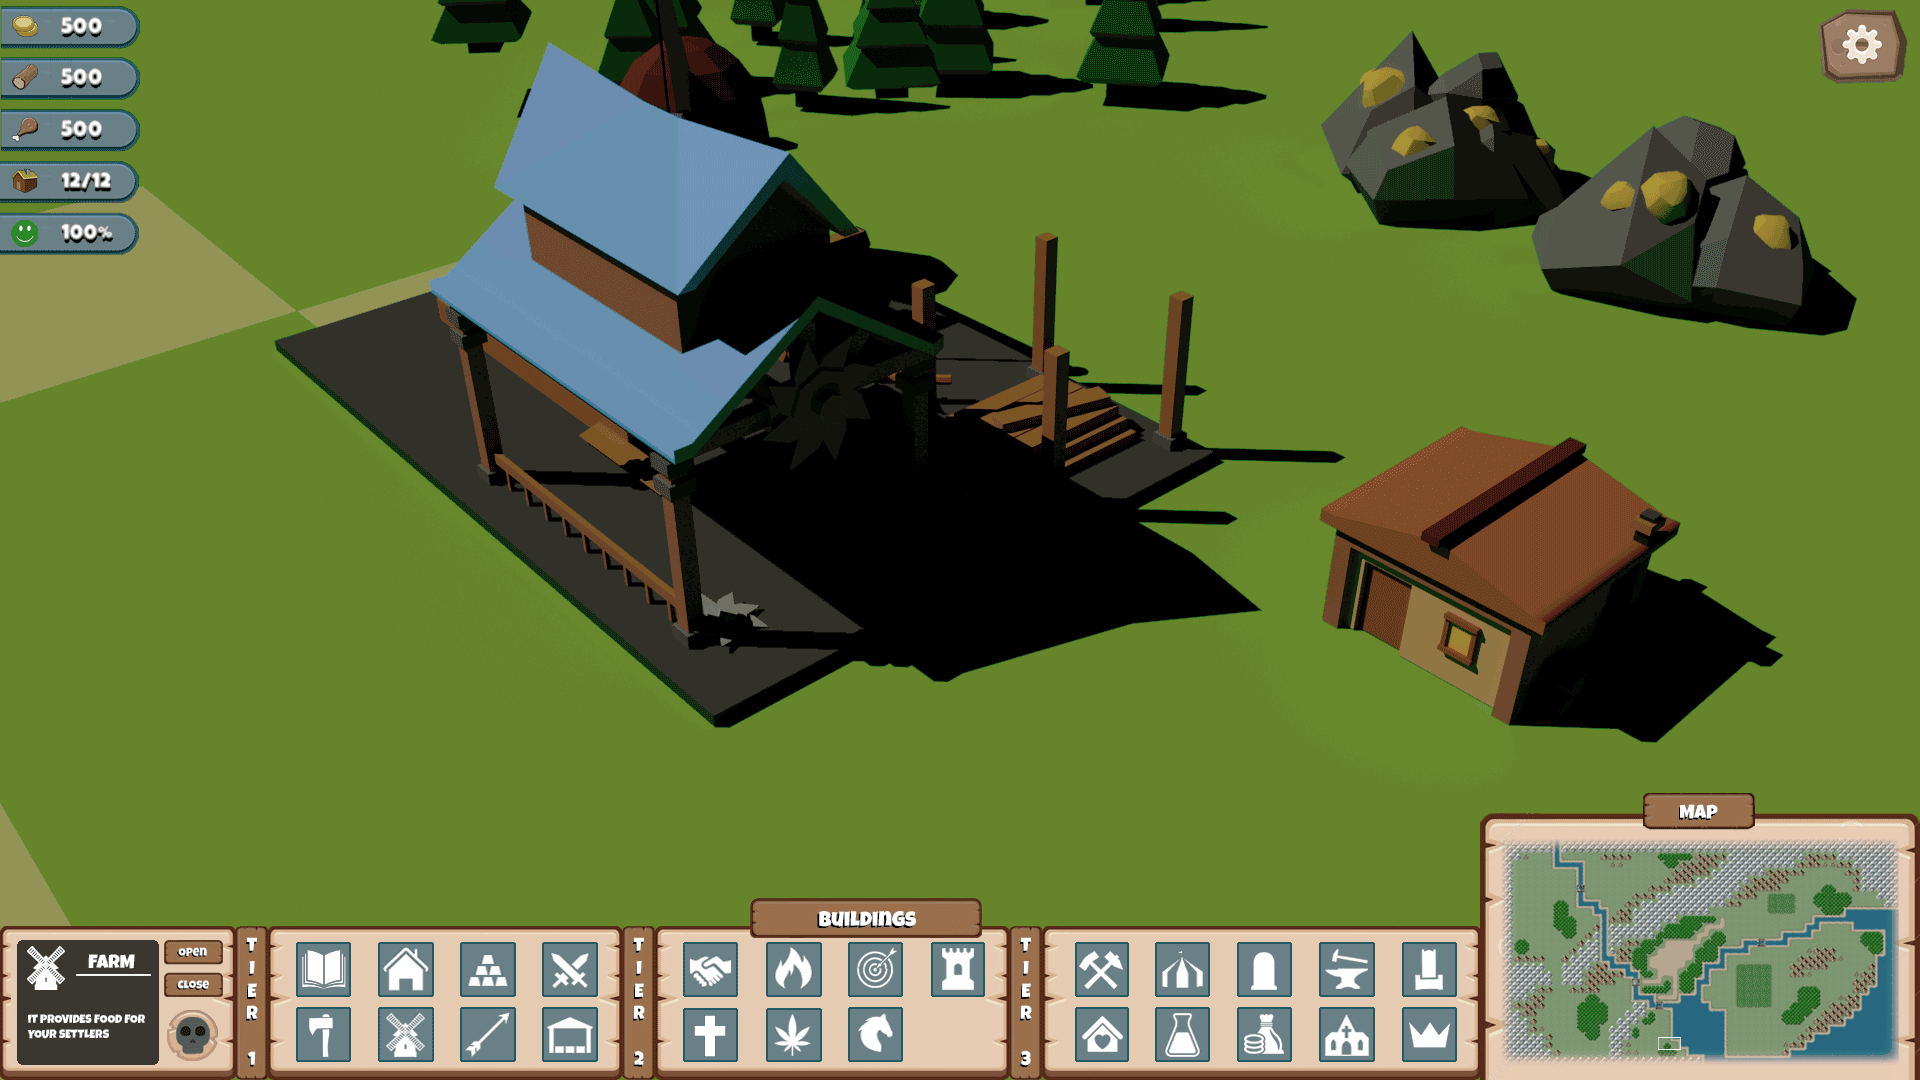 500
500
500
12/12
100%
MAP
BUILDINGS
FARM
IT PROVIDES FOOD FOR
YOUR SETTLERS
OPEN
CLOSE
TIER 1
TIER 2
TIER 3